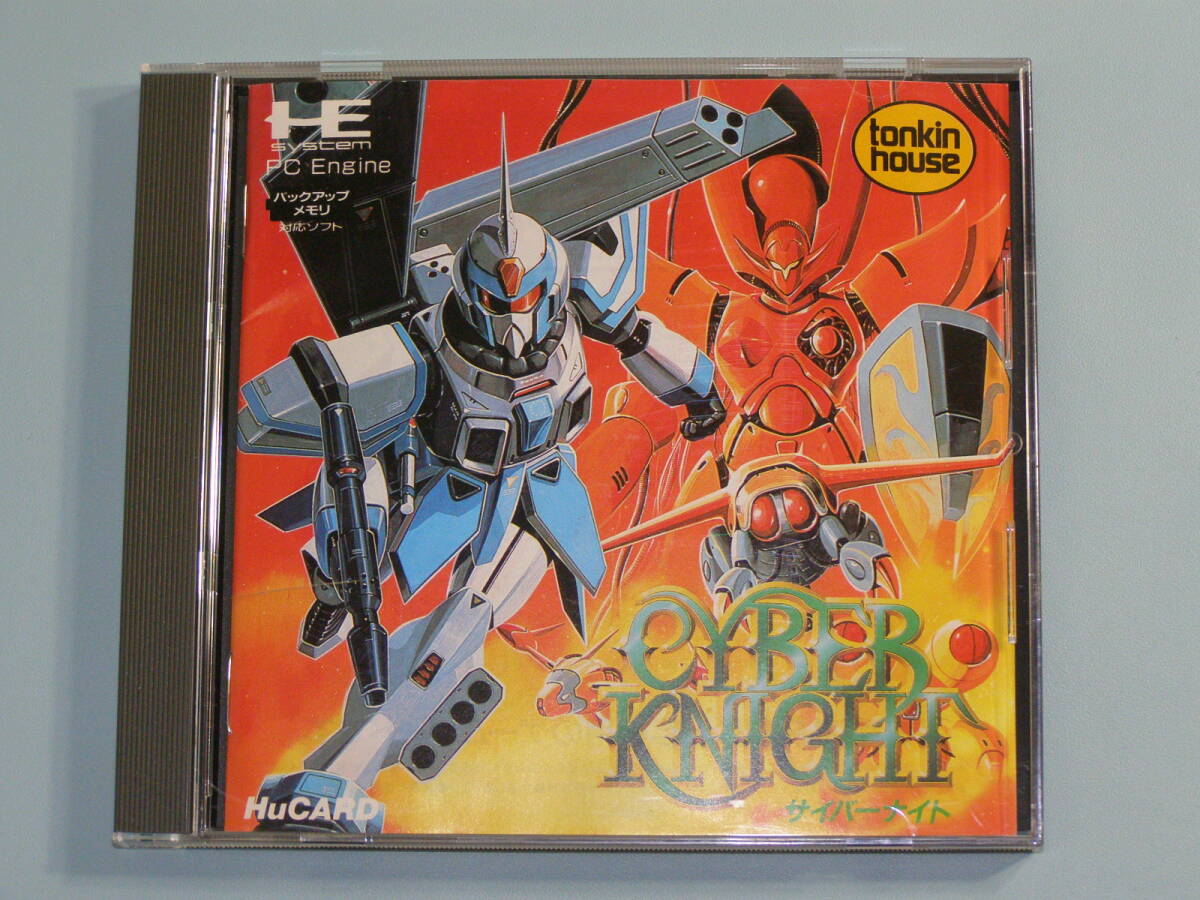 HE
system
PC Engine
バックアップ
メモリ
対応ソフト
tonkin
house
CYBER
KNIGHT
サイバーナイト
HuCARD